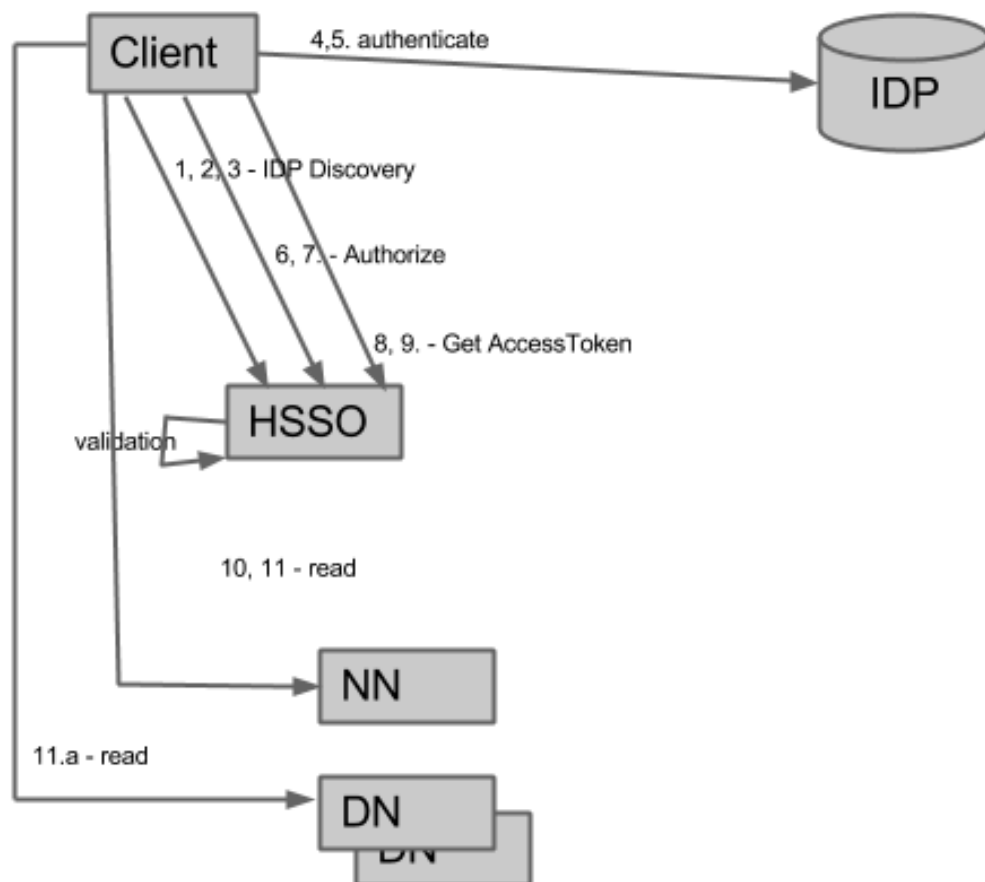 Client
4,5. authenticate
IDP
1, 2, 3 - IDP Discovery
6, 7. - Authorize
8, 9. - Get AccessToken
HSSO
validation
10, 11 - read
NN
11.a - read
DN
DN